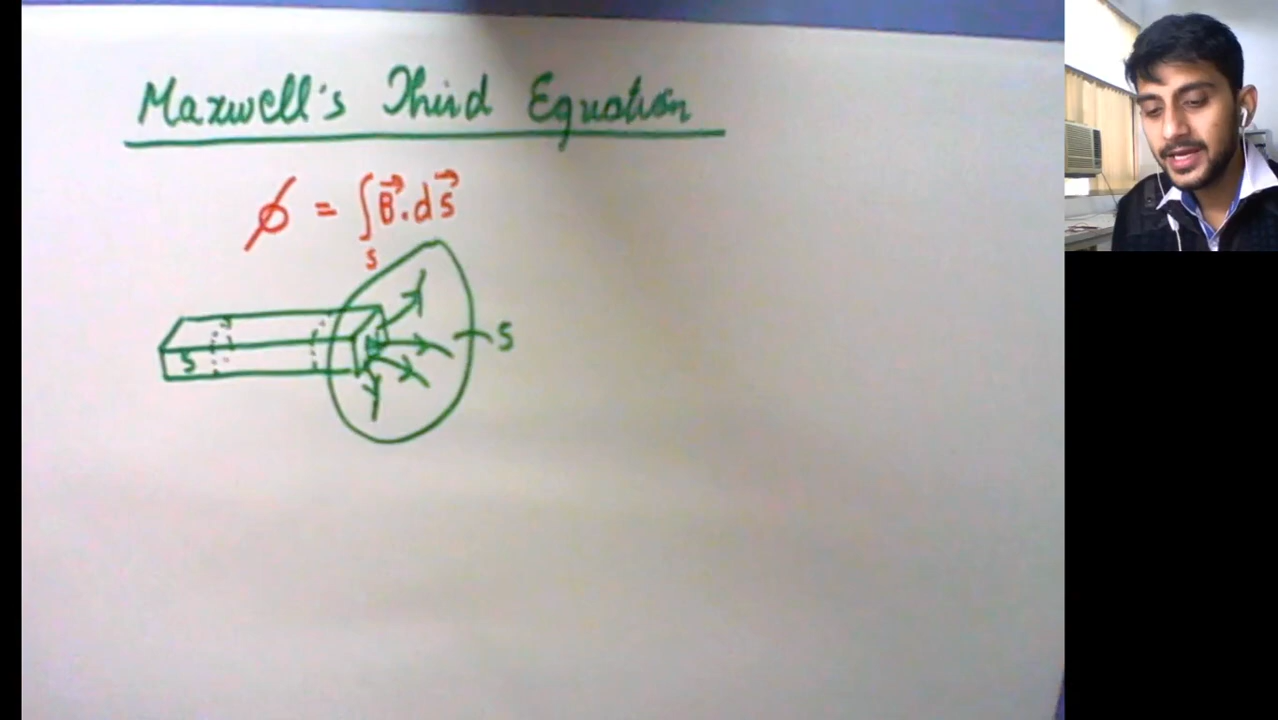 Maxwell's Third Equation
ϕ = ∫ B⃗.dS⃗
S
S N
S